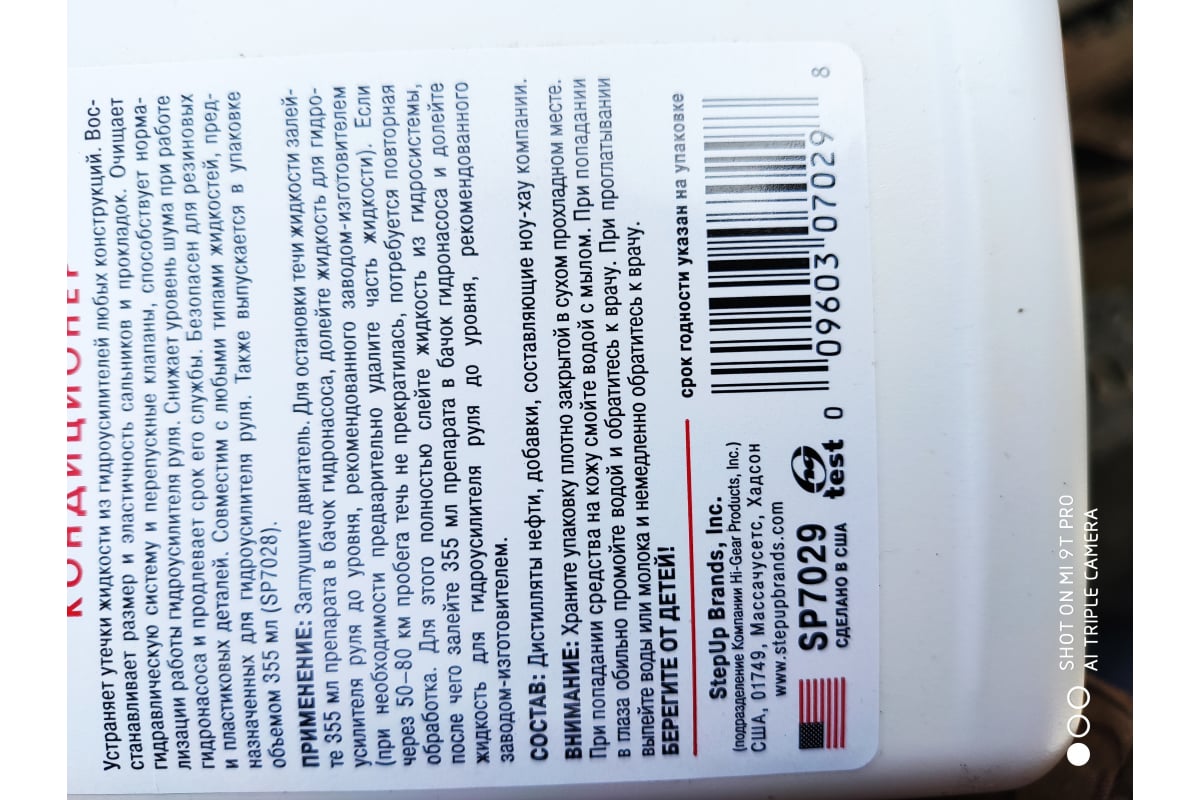 КОНДИЦИОНЕР
Устраняет утечки жидкости из гидроусилителей любых конструкций. Вос-
станавливает размер и эластичность сальников и прокладок. Очищает
гидравлическую систему и перепускные клапаны, способствует норма-
лизации работы гидроусилителя руля. Снижает уровень шума при работе
гидронасоса и продлевает срок его службы. Безопасен для резиновых
и пластиковых деталей. Совместим с любыми типами жидкостей, пред-
назначенных для гидроусилителя руля. Также выпускается в упаковке
объемом 355 мл (SP7028).
ПРИМЕНЕНИЕ: Заглушите двигатель. Для остановки течи жидкости залей-
те 355 мл препарата в бачок гидронасоса, долейте жидкость для гидро-
усилителя руля до уровня, рекомендованного заводом-изготовителем
(при необходимости предварительно удалите часть жидкости). Если
через 50–80 км пробега течь не прекратилась, потребуется повторная
обработка. Для этого полностью слейте жидкость из гидросистемы,
после чего залейте 355 мл препарата в бачок гидронасоса и долейте
жидкость для гидроусилителя руля до уровня, рекомендованного
заводом-изготовителем.
СОСТАВ: Дистилляты нефти, добавки, составляющие ноу-хау компании.
ВНИМАНИЕ: Храните упаковку плотно закрытой в сухом прохладном месте.
При попадании средства на кожу смойте водой с мылом. При попадании
в глаза обильно промойте водой и обратитесь к врачу. При проглатывании
выпейте воды или молока и немедленно обратитесь к врачу.
БЕРЕГИТЕ ОТ ДЕТЕЙ!
срок годности указан на упаковке
StepUp Brands, Inc.
(подразделение Компании Hi-Gear Products, Inc.)
США, 01749, Массачусетс, Хадсон
www.stepupbrands.com
SP7029
СДЕЛАНО В США
hg
test
0 09603 07029 8
SHOT ON MI 9T PRO
AI TRIPLE CAMERA